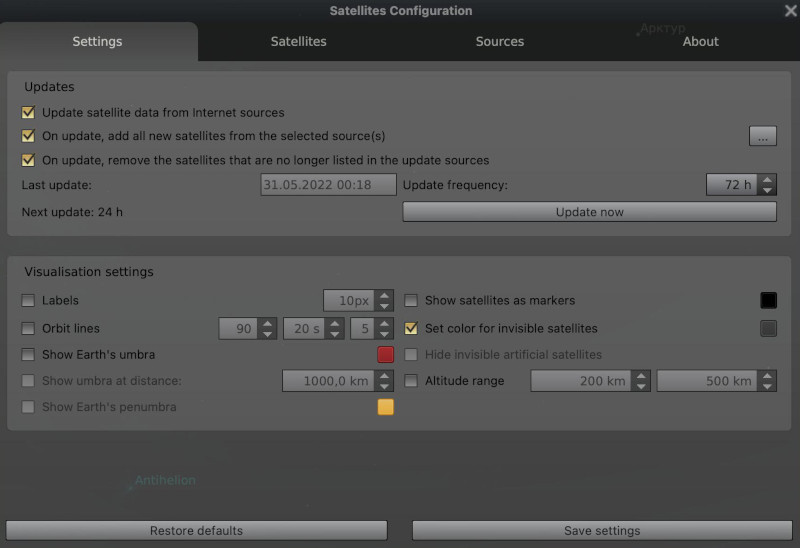 Satellites Configuration
Арктур
Settings Satellites Sources About
Updates
Update satellite data from Internet sources
On update, add all new satellites from the selected source(s) ...
On update, remove the satellites that are no longer listed in the update sources
Last update: 31.05.2022 00:18 Update frequency: 72 h
Next update: 24 h Update now
Visualisation settings
Labels 10px Show satellites as markers
Orbit lines 90 20 s 5 Set color for invisible satellites
Show Earth's umbra Hide invisible artificial satellites
Show umbra at distance: 1000,0 km Altitude range 200 km 500 km
Show Earth's penumbra
Antihelion
Restore defaults Save settings